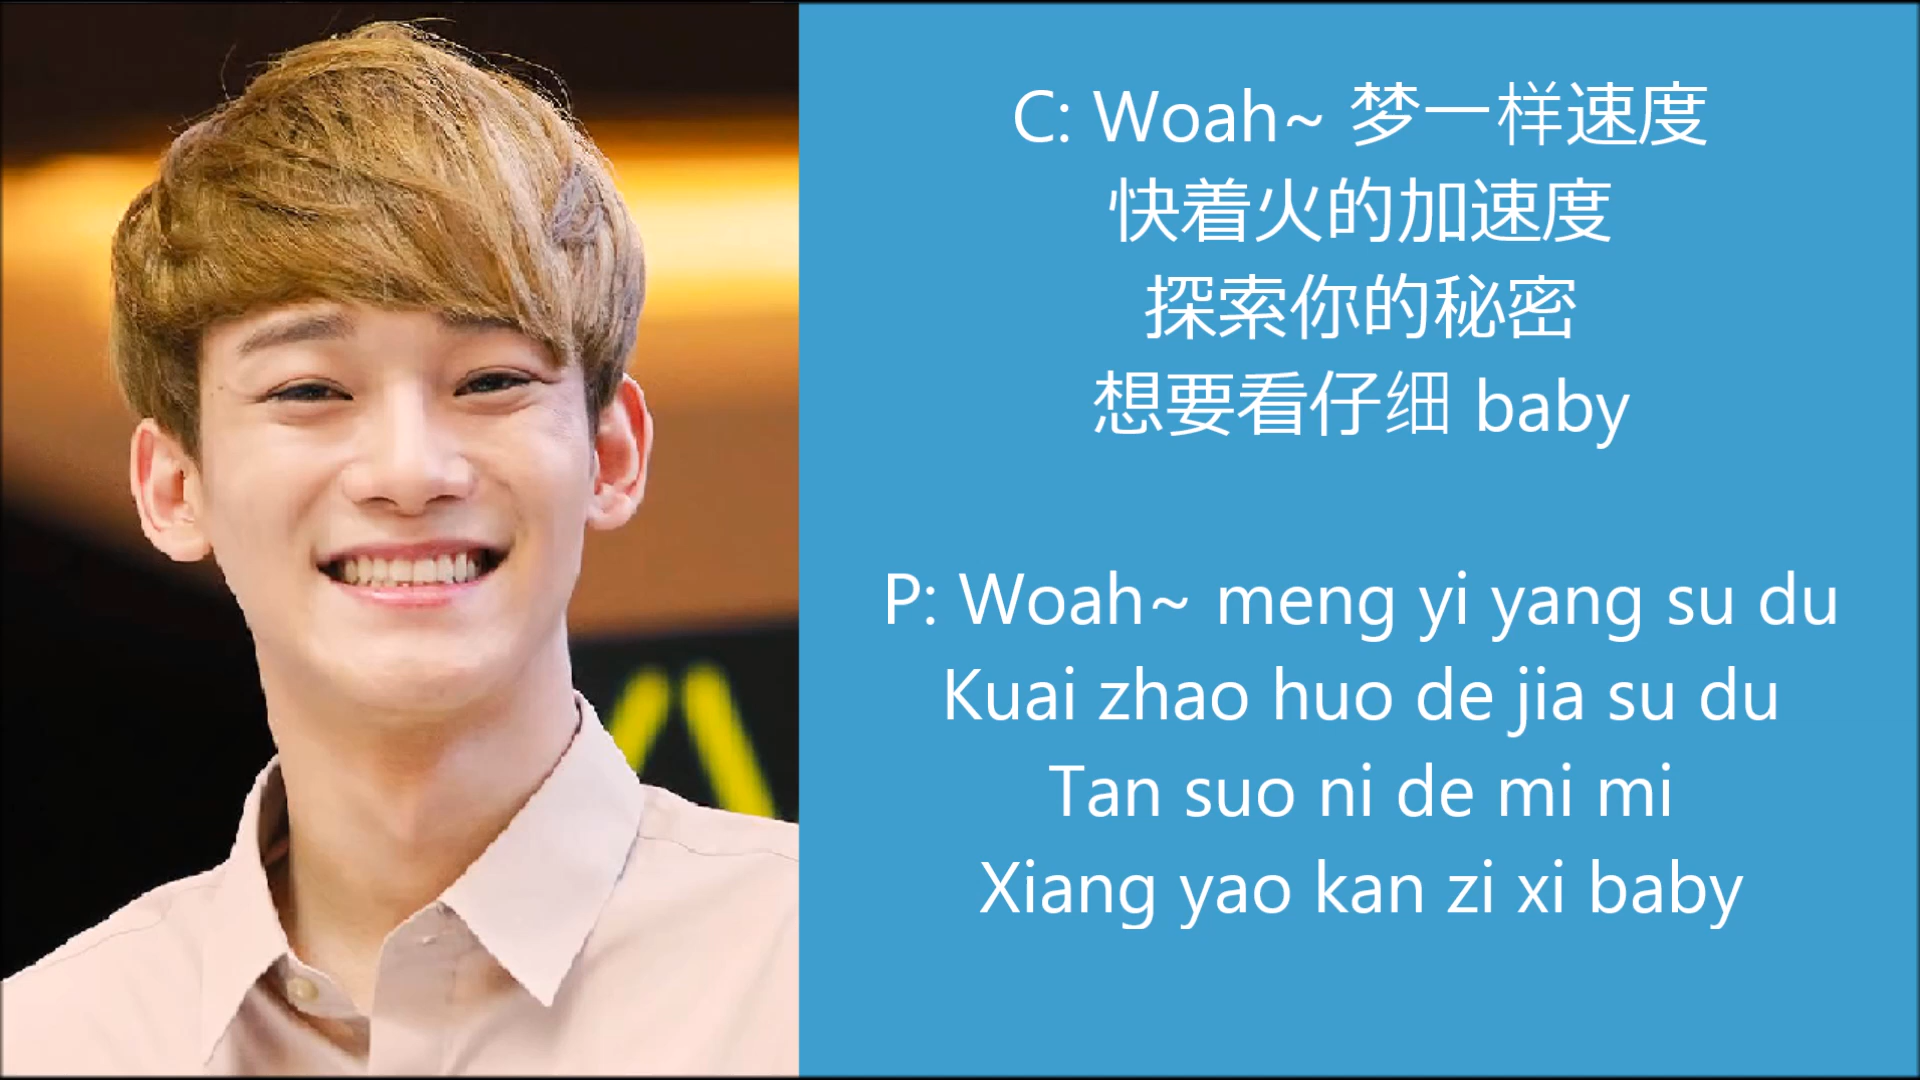 C: Woah~ 梦一样速度
快着火的加速度
探索你的秘密
想要看仔细 baby
P: Woah~ meng yi yang su du
Kuai zhao huo de jia su du
Tan suo ni de mi mi
Xiang yao kan zi xi baby